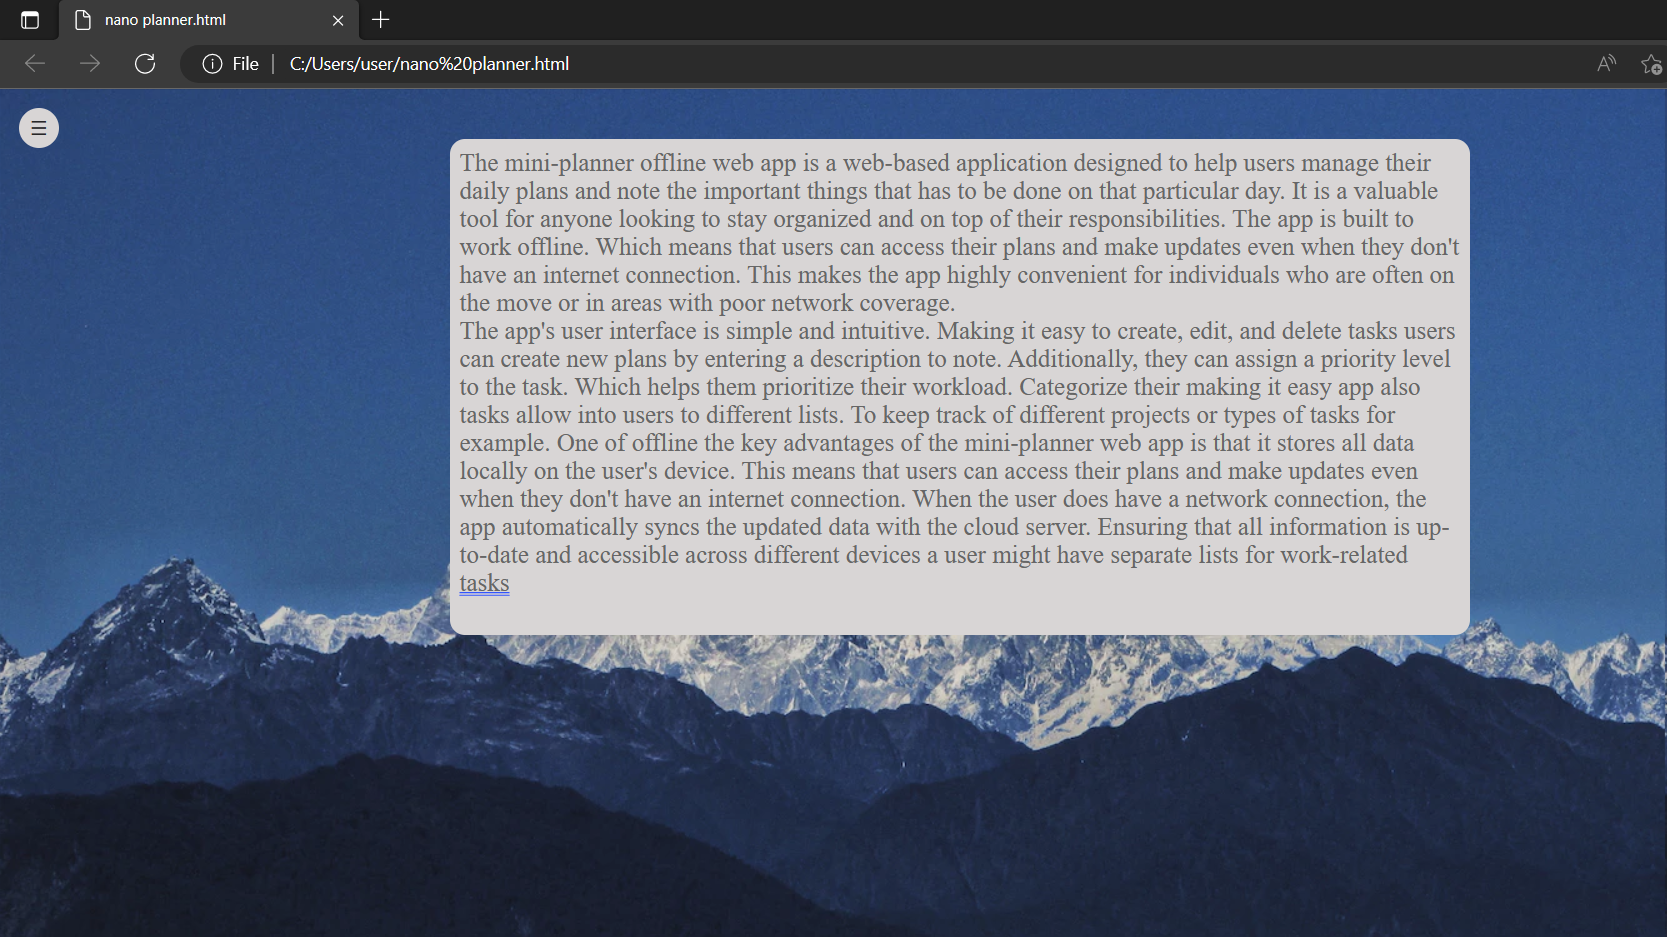 nano planner.html
File
C:/Users/user/nano%20planner.html
The mini-planner offline web app is a web-based application designed to help users manage their
daily plans and note the important things that has to be done on that particular day. It is a valuable
tool for anyone looking to stay organized and on top of their responsibilities. The app is built to
work offline. Which means that users can access their plans and make updates even when they don't
have an internet connection. This makes the app highly convenient for individuals who are often on
the move or in areas with poor network coverage.
The app's user interface is simple and intuitive. Making it easy to create, edit, and delete tasks users
can create new plans by entering a description to note. Additionally, they can assign a priority level
to the task. Which helps them prioritize their workload. Categorize their making it easy app also
tasks allow into users to different lists. To keep track of different projects or types of tasks for
example. One of offline the key advantages of the mini-planner web app is that it stores all data
locally on the user's device. This means that users can access their plans and make updates even
when they don't have an internet connection. When the user does have a network connection, the
app automatically syncs the updated data with the cloud server. Ensuring that all information is up-
to-date and accessible across different devices a user might have separate lists for work-related
tasks